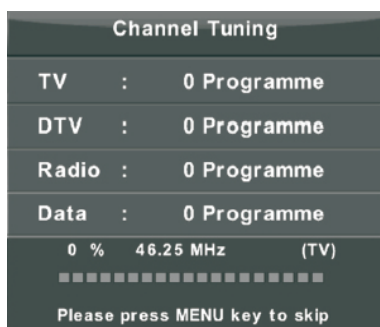 Channel Tuning
TV : 0 Programme
DTV : 0 Programme
Radio : 0 Programme
Data : 0 Programme
0 % 46.25 MHz (TV)
Please press MENU key to skip